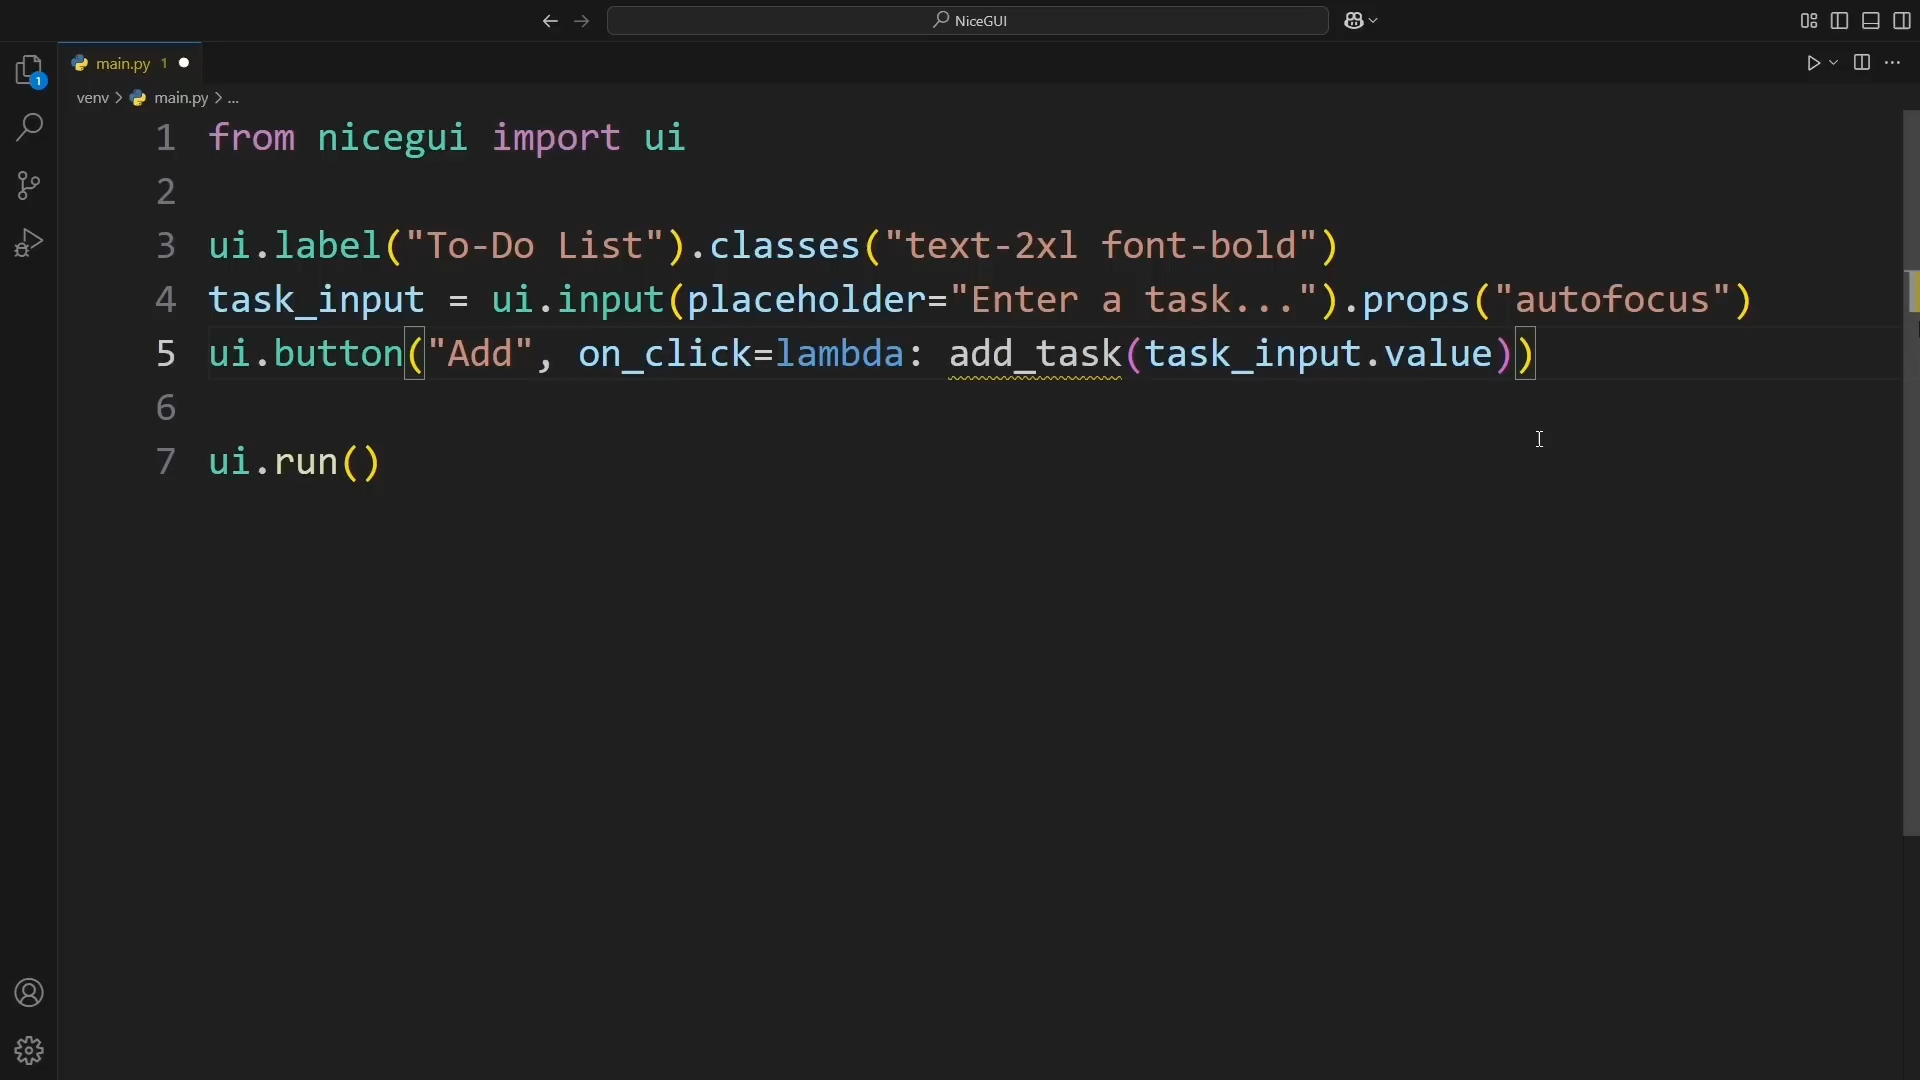 NiceGUI
1
main.py 1
venv > main.py > ...
1 from nicegui import ui
2
3 ui.label("To-Do List").classes("text-2xl font-bold")
4 task_input = ui.input(placeholder="Enter a task...").props("autofocus")
5 ui.button("Add", on_click=lambda: add_task(task_input.value))
6
7 ui.run()